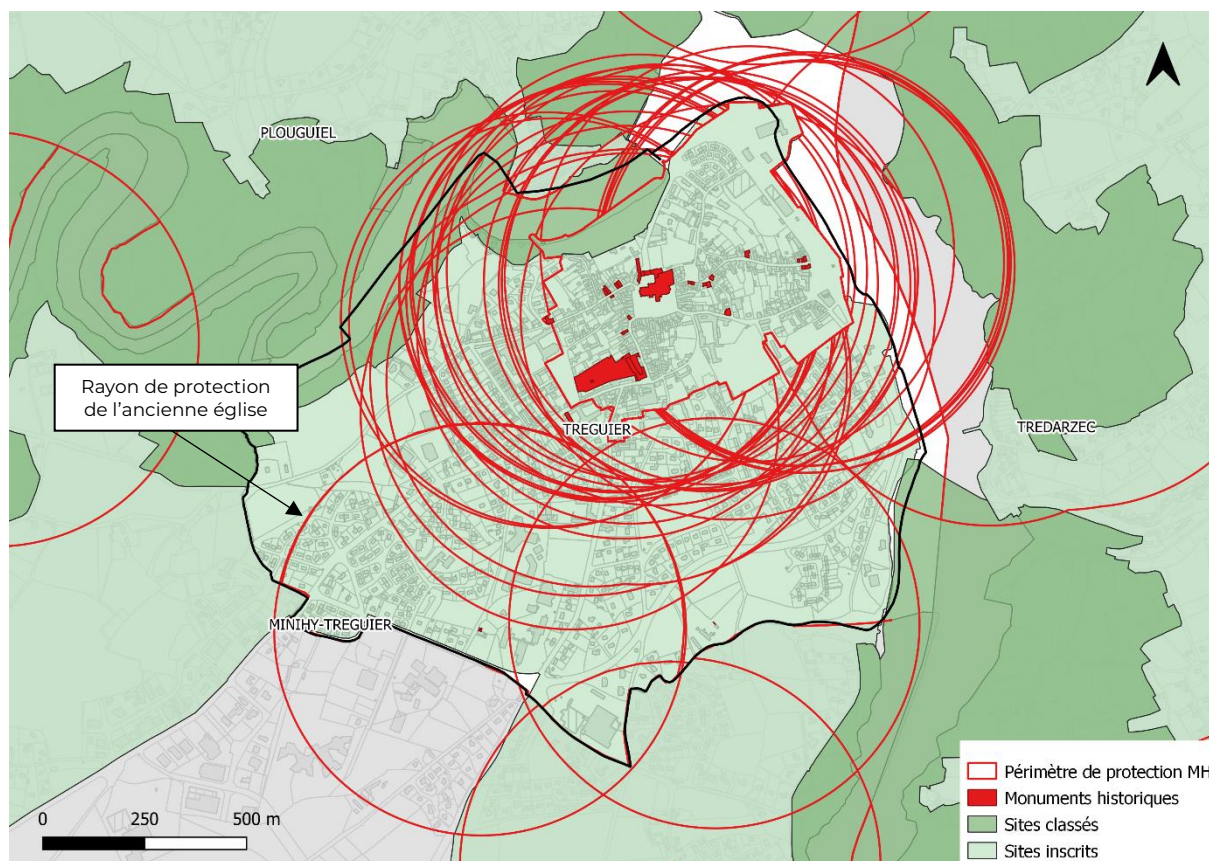 PLOUGUIEL
Rayon de protection
de l'ancienne église
TREGUIER
TREDARZEC
MINIHY-TREGUIER
0 250 500 m
Périmètre de protection MH
Monuments historiques
Sites classés
Sites inscrits